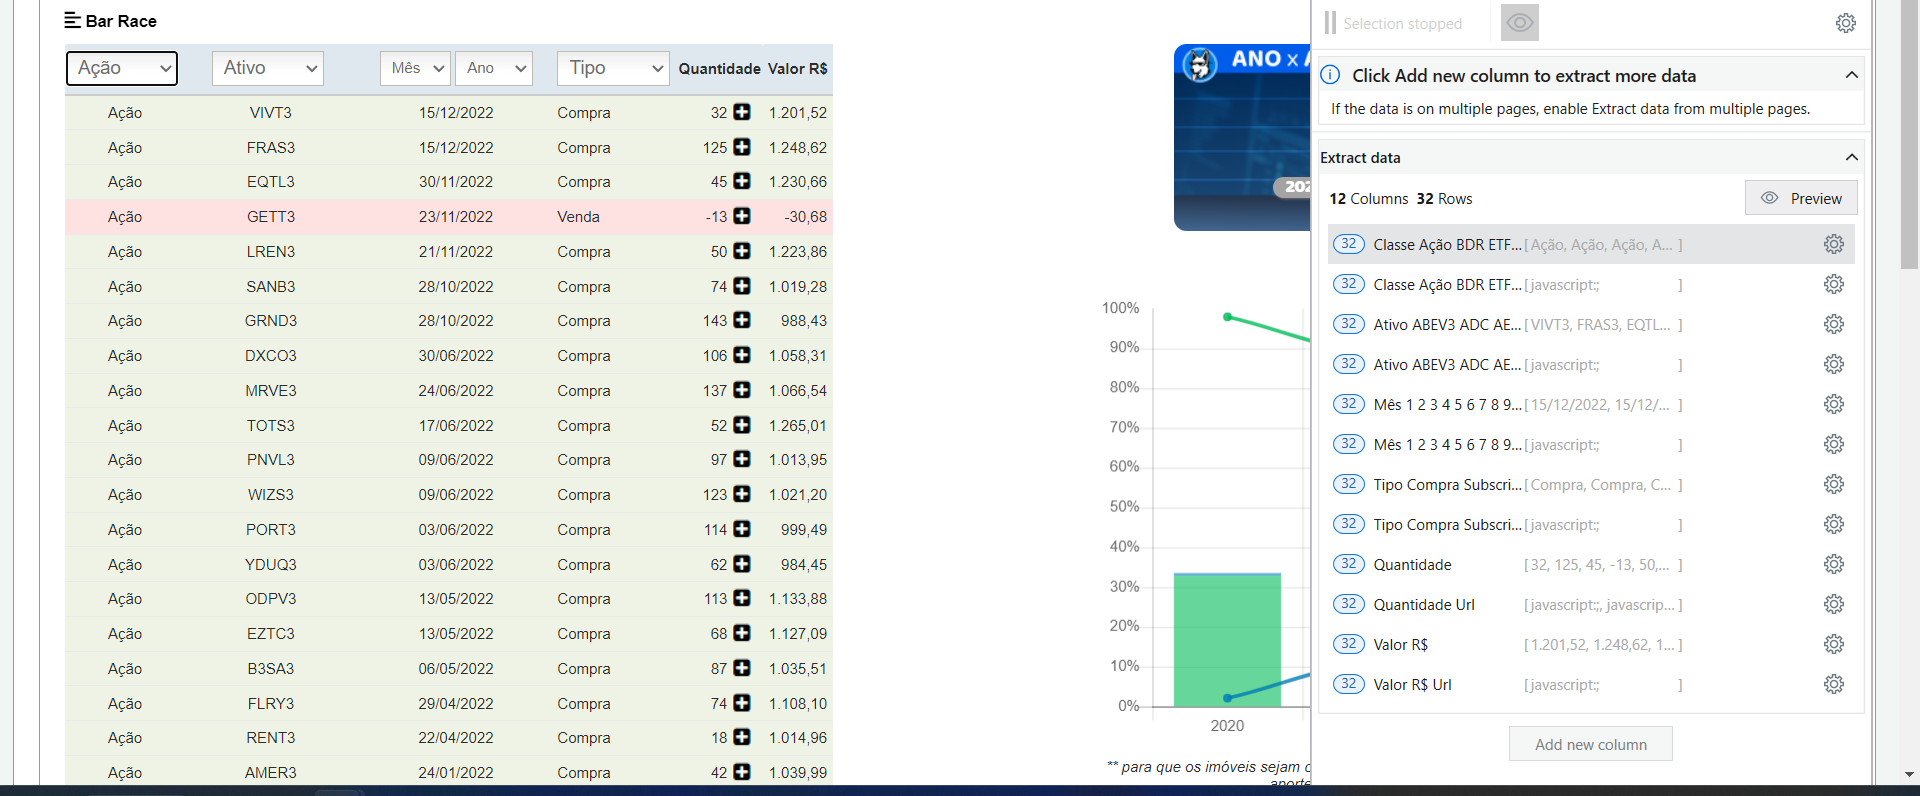 Bar Race
Ação Ativo Mês Ano Tipo Quantidade Valor R$
Ação VIVT3 15/12/2022 Compra 32 1.201,52
Ação FRAS3 15/12/2022 Compra 125 1.248,62
Ação EQTL3 30/11/2022 Compra 45 1.230,66
Ação GETT3 23/11/2022 Venda -13 -30,68
Ação LREN3 21/11/2022 Compra 50 1.223,86
Ação SANB3 28/10/2022 Compra 74 1.019,28
Ação GRND3 28/10/2022 Compra 143 988,43
Ação DXCO3 30/06/2022 Compra 106 1.058,31
Ação MRVE3 24/06/2022 Compra 137 1.066,54
Ação TOTS3 17/06/2022 Compra 52 1.265,01
Ação PNVL3 09/06/2022 Compra 97 1.013,95
Ação WIZS3 09/06/2022 Compra 123 1.021,20
Ação PORT3 03/06/2022 Compra 114 999,49
Ação YDUQ3 03/06/2022 Compra 62 984,45
Ação ODPV3 13/05/2022 Compra 113 1.133,88
Ação EZTC3 13/05/2022 Compra 68 1.127,09
Ação B3SA3 06/05/2022 Compra 87 1.035,51
Ação FLRY3 29/04/2022 Compra 74 1.108,10
Ação RENT3 22/04/2022 Compra 18 1.014,96
Ação AMER3 24/01/2022 Compra 42 1.039,99
ANO x A
202
100%
90%
80%
70%
60%
50%
40%
30%
20%
10%
0%
2020
** para que os imóveis sejam c
aporte
Selection stopped
Click Add new column to extract more data
If the data is on multiple pages, enable Extract data from multiple pages.
Extract data
12 Columns 32 Rows Preview
32 Classe Ação BDR ETF... [Ação, Ação, Ação, A... ]
32 Classe Ação BDR ETF... [javascript:; ]
32 Ativo ABEV3 ADC AE... [VIVT3, FRAS3, EQTL... ]
32 Ativo ABEV3 ADC AE... [javascript:; ]
32 Mês 1 2 3 4 5 6 7 8 9... [15/12/2022, 15/12/... ]
32 Mês 1 2 3 4 5 6 7 8 9... [javascript:; ]
32 Tipo Compra Subscri... [Compra, Compra, C... ]
32 Tipo Compra Subscri... [javascript:; ]
32 Quantidade [32, 125, 45, -13, 50,... ]
32 Quantidade Url [javascript:;, javascrip... ]
32 Valor R$ [1.201,52, 1.248,62, 1... ]
32 Valor R$ Url [javascript:; ]
Add new column